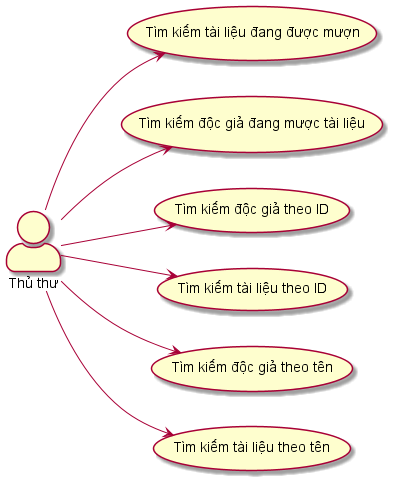 Tìm kiếm tài liệu đang được mượn
Tìm kiếm độc giả đang mược tài liệu
Tìm kiếm độc giả theo ID
Thủ thư
Tìm kiếm tài liệu theo ID
Tìm kiếm độc giả theo tên
Tìm kiếm tài liệu theo tên